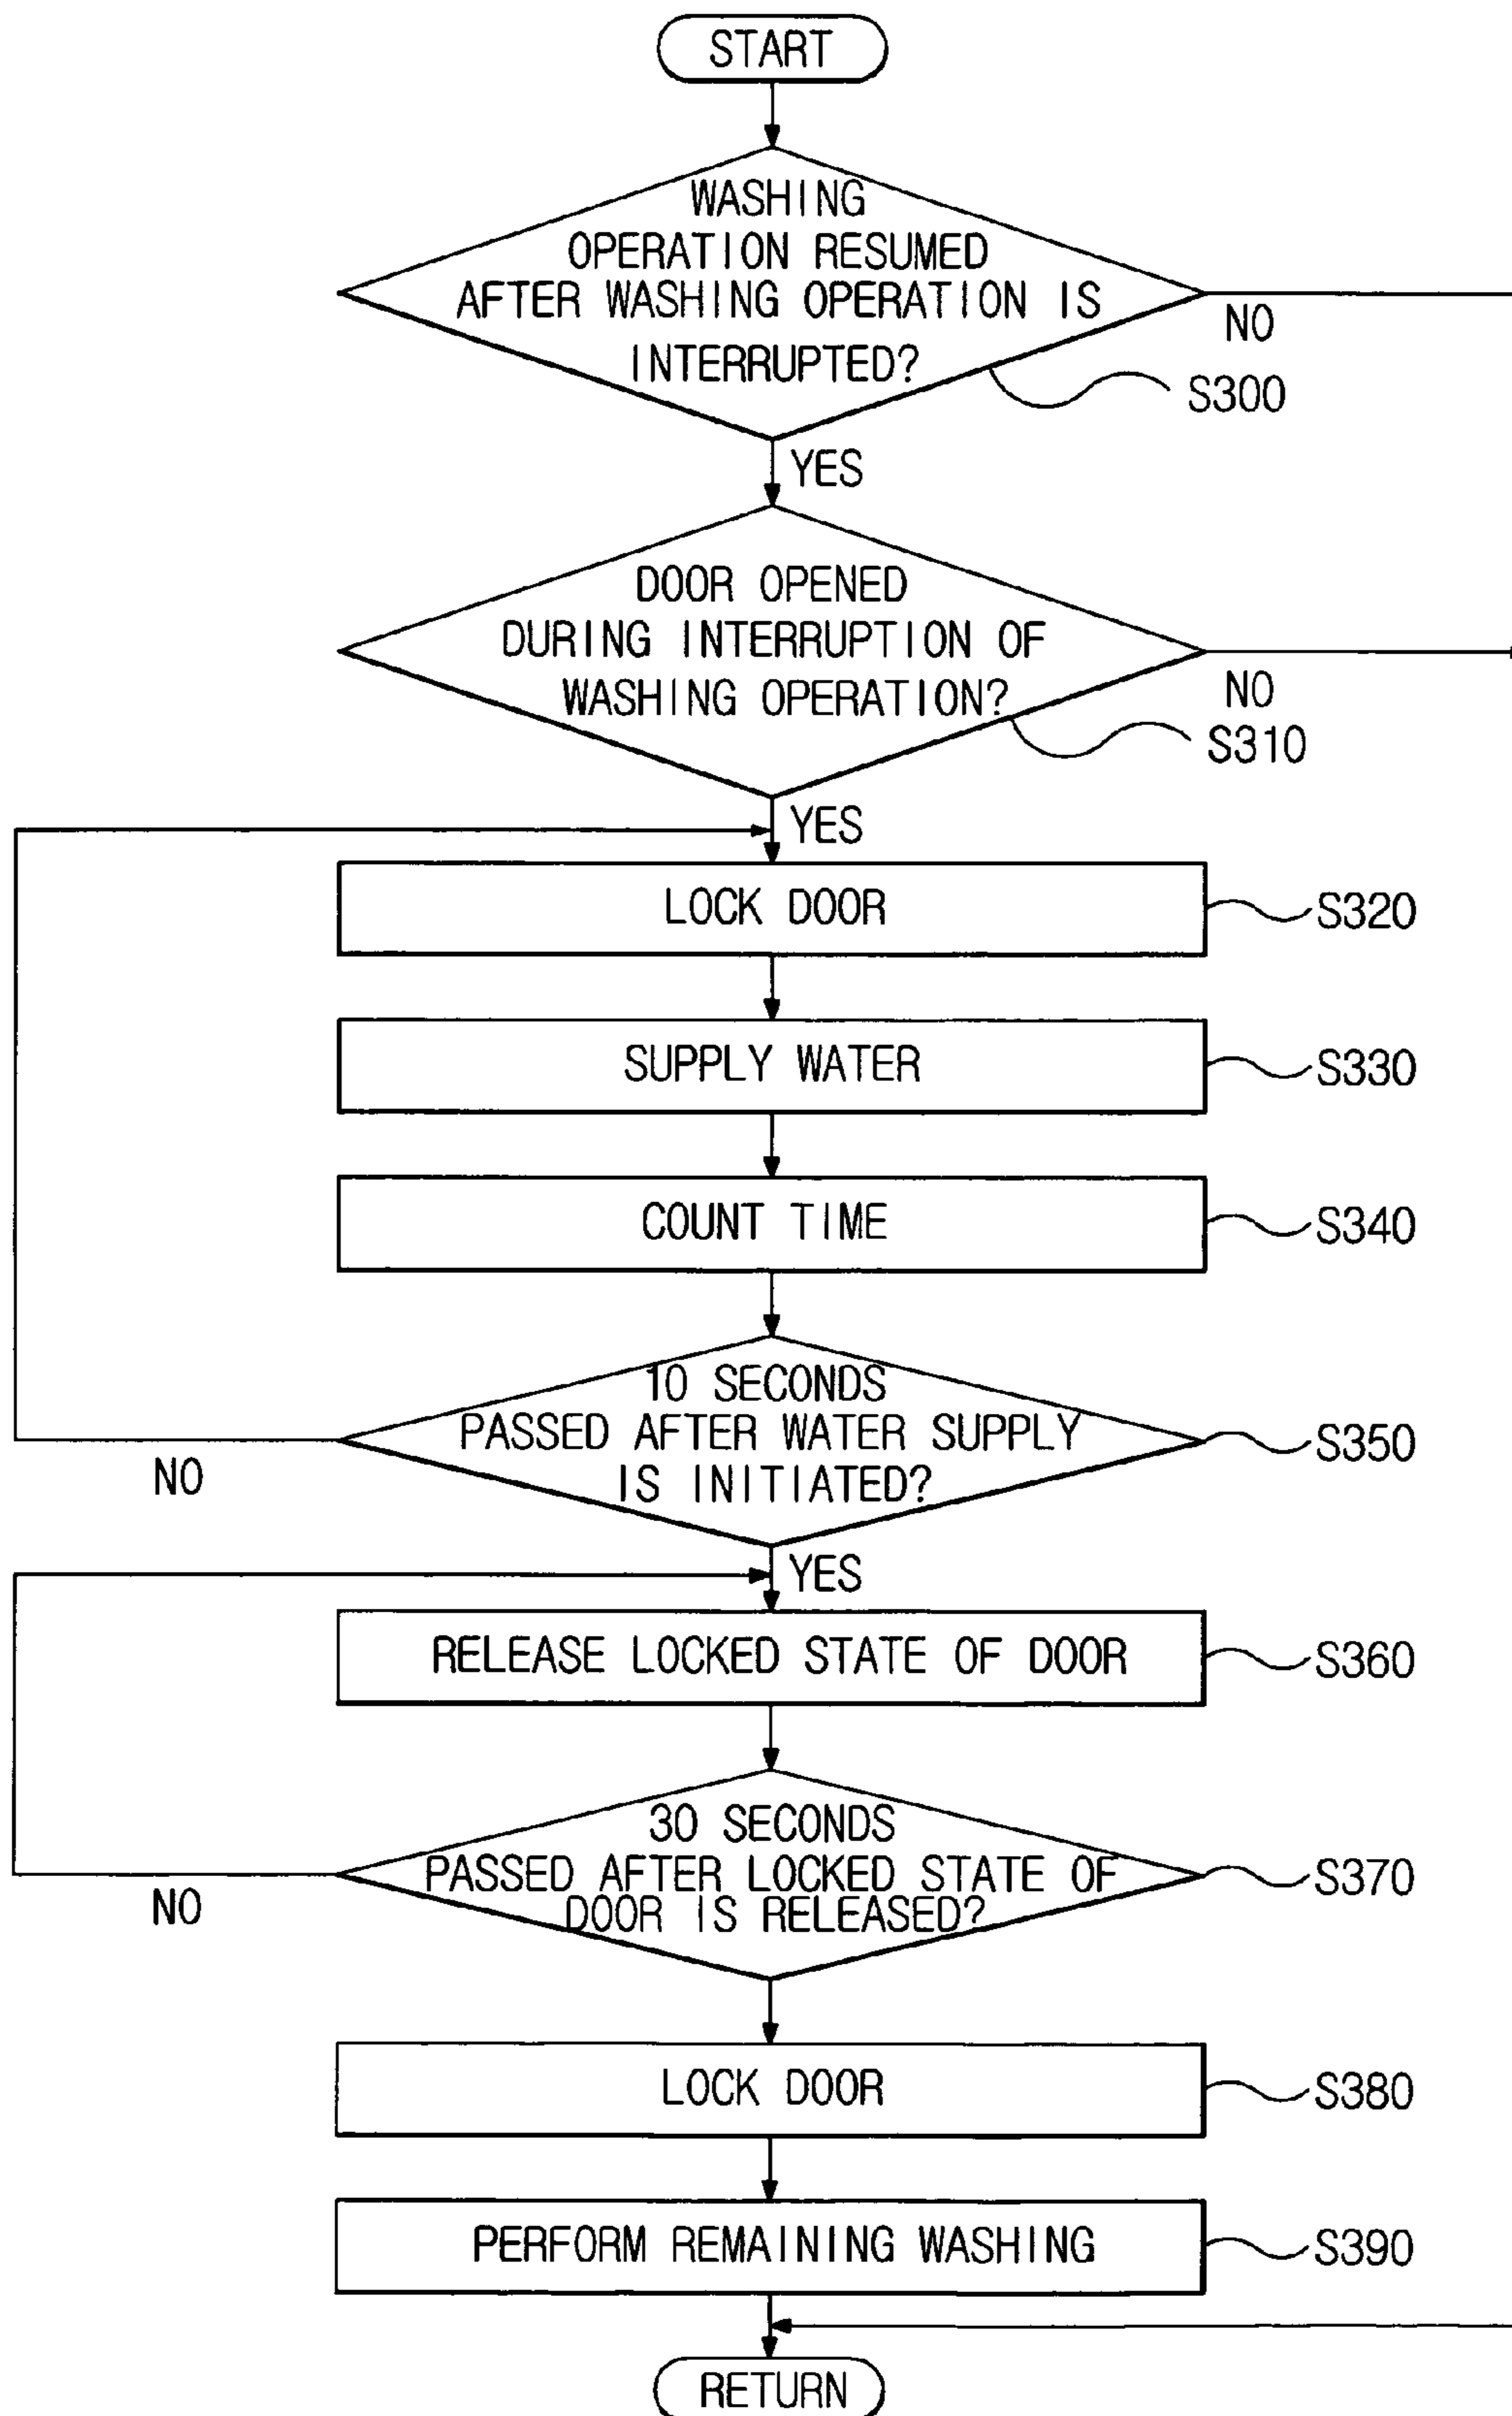 START
WASHING
OPERATION RESUMED
AFTER WASHING OPERATION IS
INTERRUPTED?
NO
S300
YES
DOOR OPENED
DURING INTERRUPTION OF
WASHING OPERATION?
NO
S310
YES
LOCK DOOR
S320
SUPPLY WATER
S330
COUNT TIME
S340
10 SECONDS
PASSED AFTER WATER SUPPLY
IS INITIATED?
S350
NO
YES
RELEASE LOCKED STATE OF DOOR
S360
30 SECONDS
PASSED AFTER LOCKED STATE OF
DOOR IS RELEASED?
S370
NO
LOCK DOOR
S380
PERFORM REMAINING WASHING
S390
RETURN